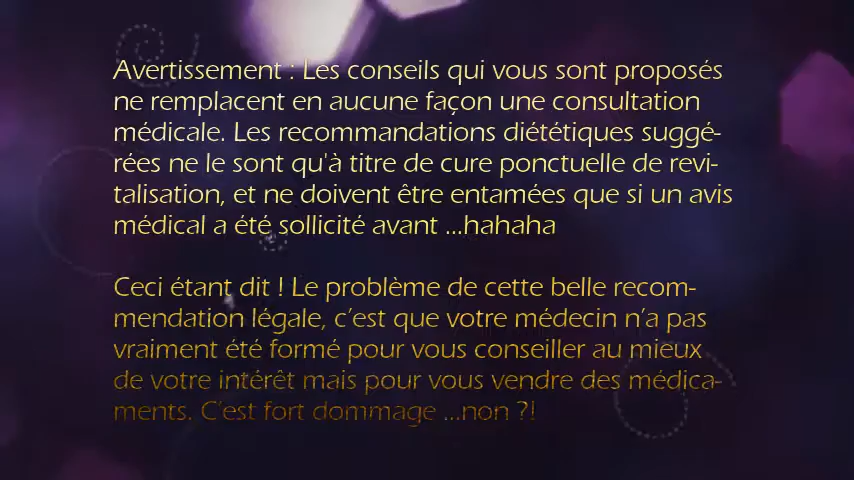 Avertissement : Les conseils qui vous sont proposés
ne remplacent en aucune façon une consultation
médicale. Les recommandations diététiques suggé-
rées ne le sont qu'à titre de cure ponctuelle de revi-
talisation, et ne doivent être entamées que si un avis
médical a été sollicité avant ...hahaha
Ceci étant dit ! Le problème de cette belle recom-
mendation légale, c’est que votre médecin n’a pas
vraiment été formé pour vous conseiller au mieux
de votre intérêt mais pour vous vendre des médica-
ments. C’est fort dommage ...non ?!